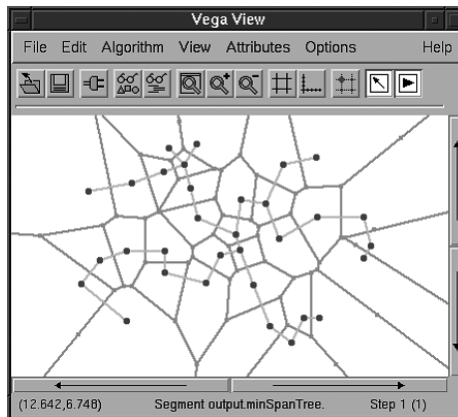 Vega View
File Edit Algorithm View Attributes Options Help
(12.642,6.748) Segment output.minSpanTree. Step 1 (1)